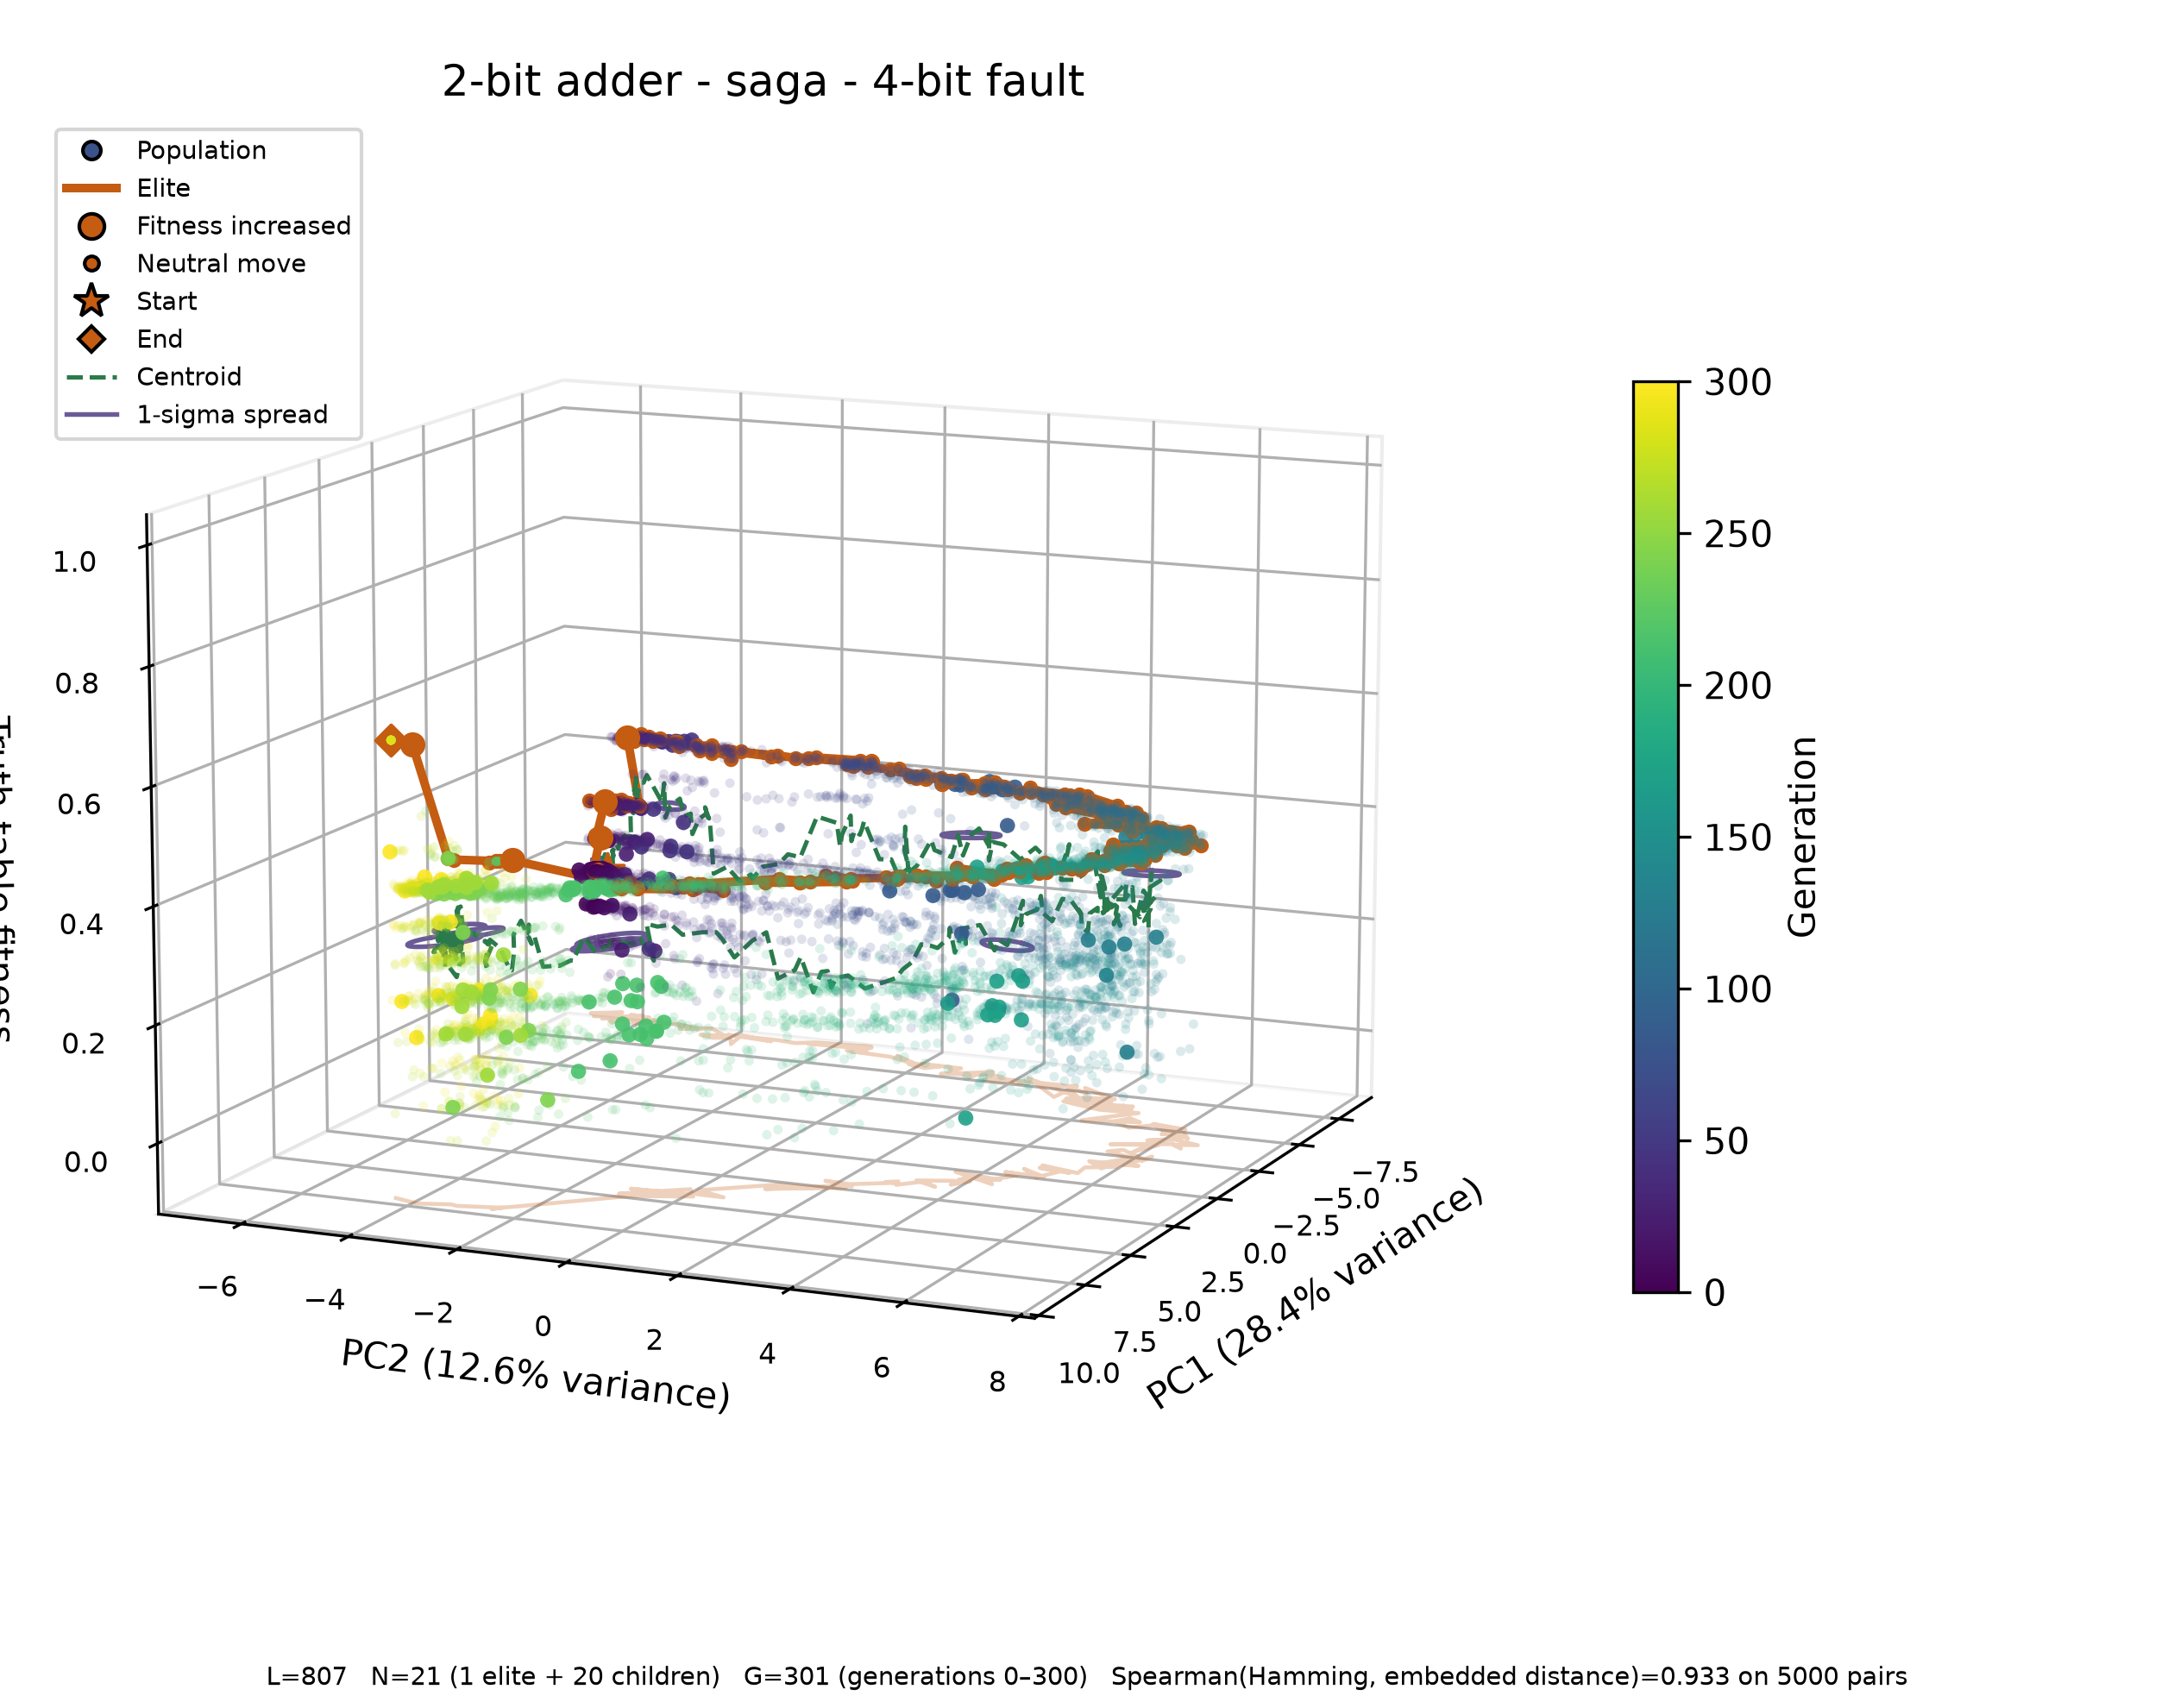 2-bit adder - saga - 4-bit fault
Population
Elite
Fitness increased
Neutral move
Start
End
Centroid
1-sigma spread
1.0
0.8
0.6
0.4
0.2
0.0
−6
−4
−2
0
2
4
6
8
PC2 (12.6% variance)
−7.5
−5.0
−2.5
0.0
2.5
5.0
7.5
10.0
PC1 (28.4% variance)
300
250
200
150
100
50
0
Generation
L=807 N=21 (1 elite + 20 children) G=301 (generations 0–300) Spearman(Hamming, embedded distance)=0.933 on 5000 pairs